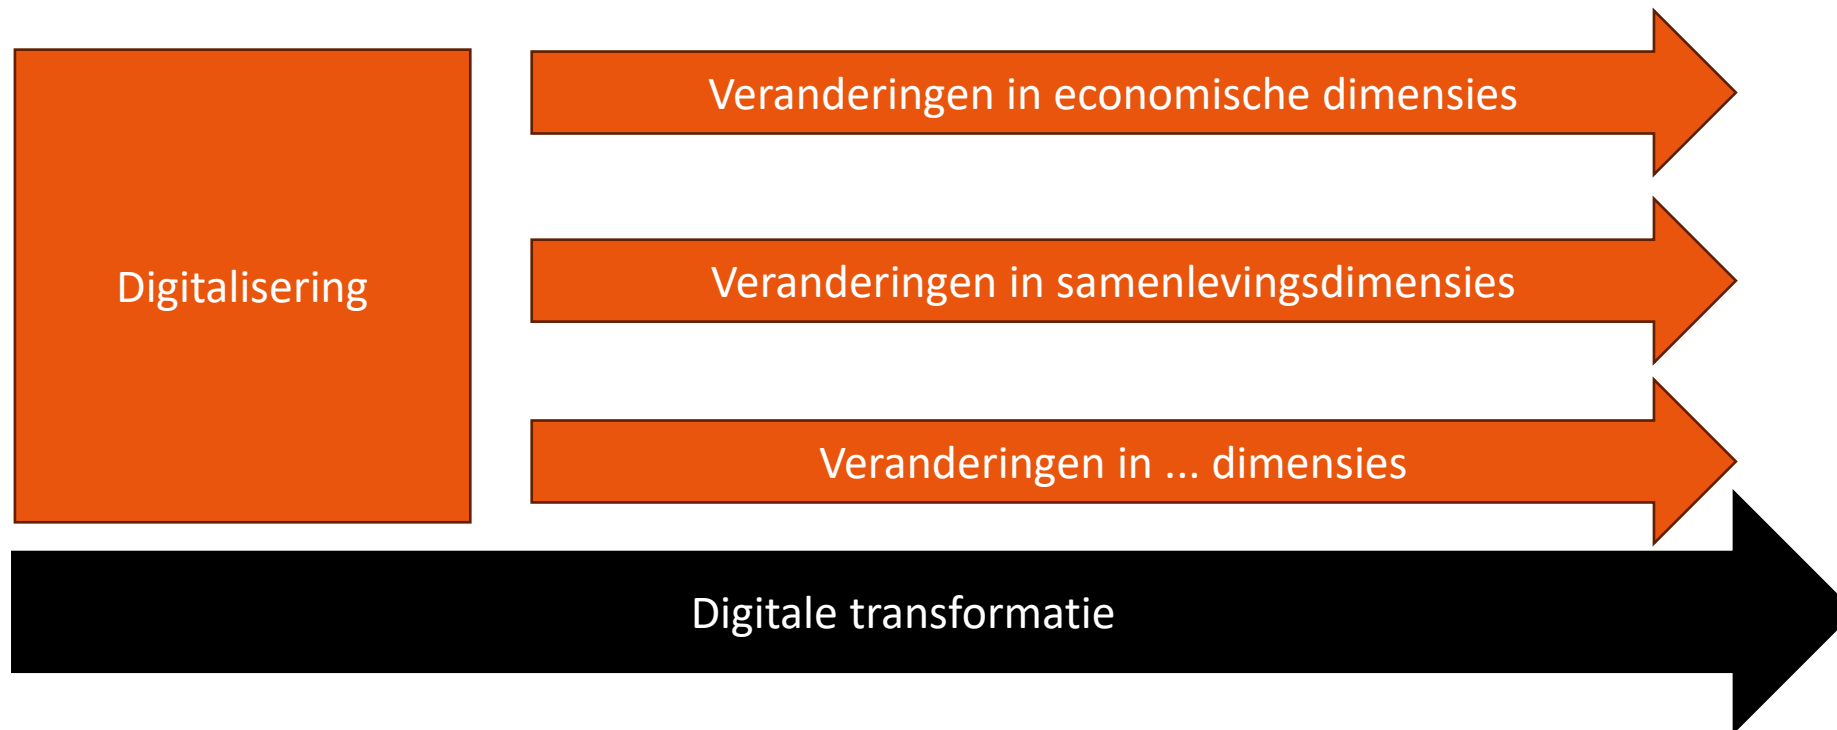 Veranderingen in economische dimensies
Digitalisering
Veranderingen in samenlevingsdimensies
Veranderingen in ... dimensies
Digitale transformatie